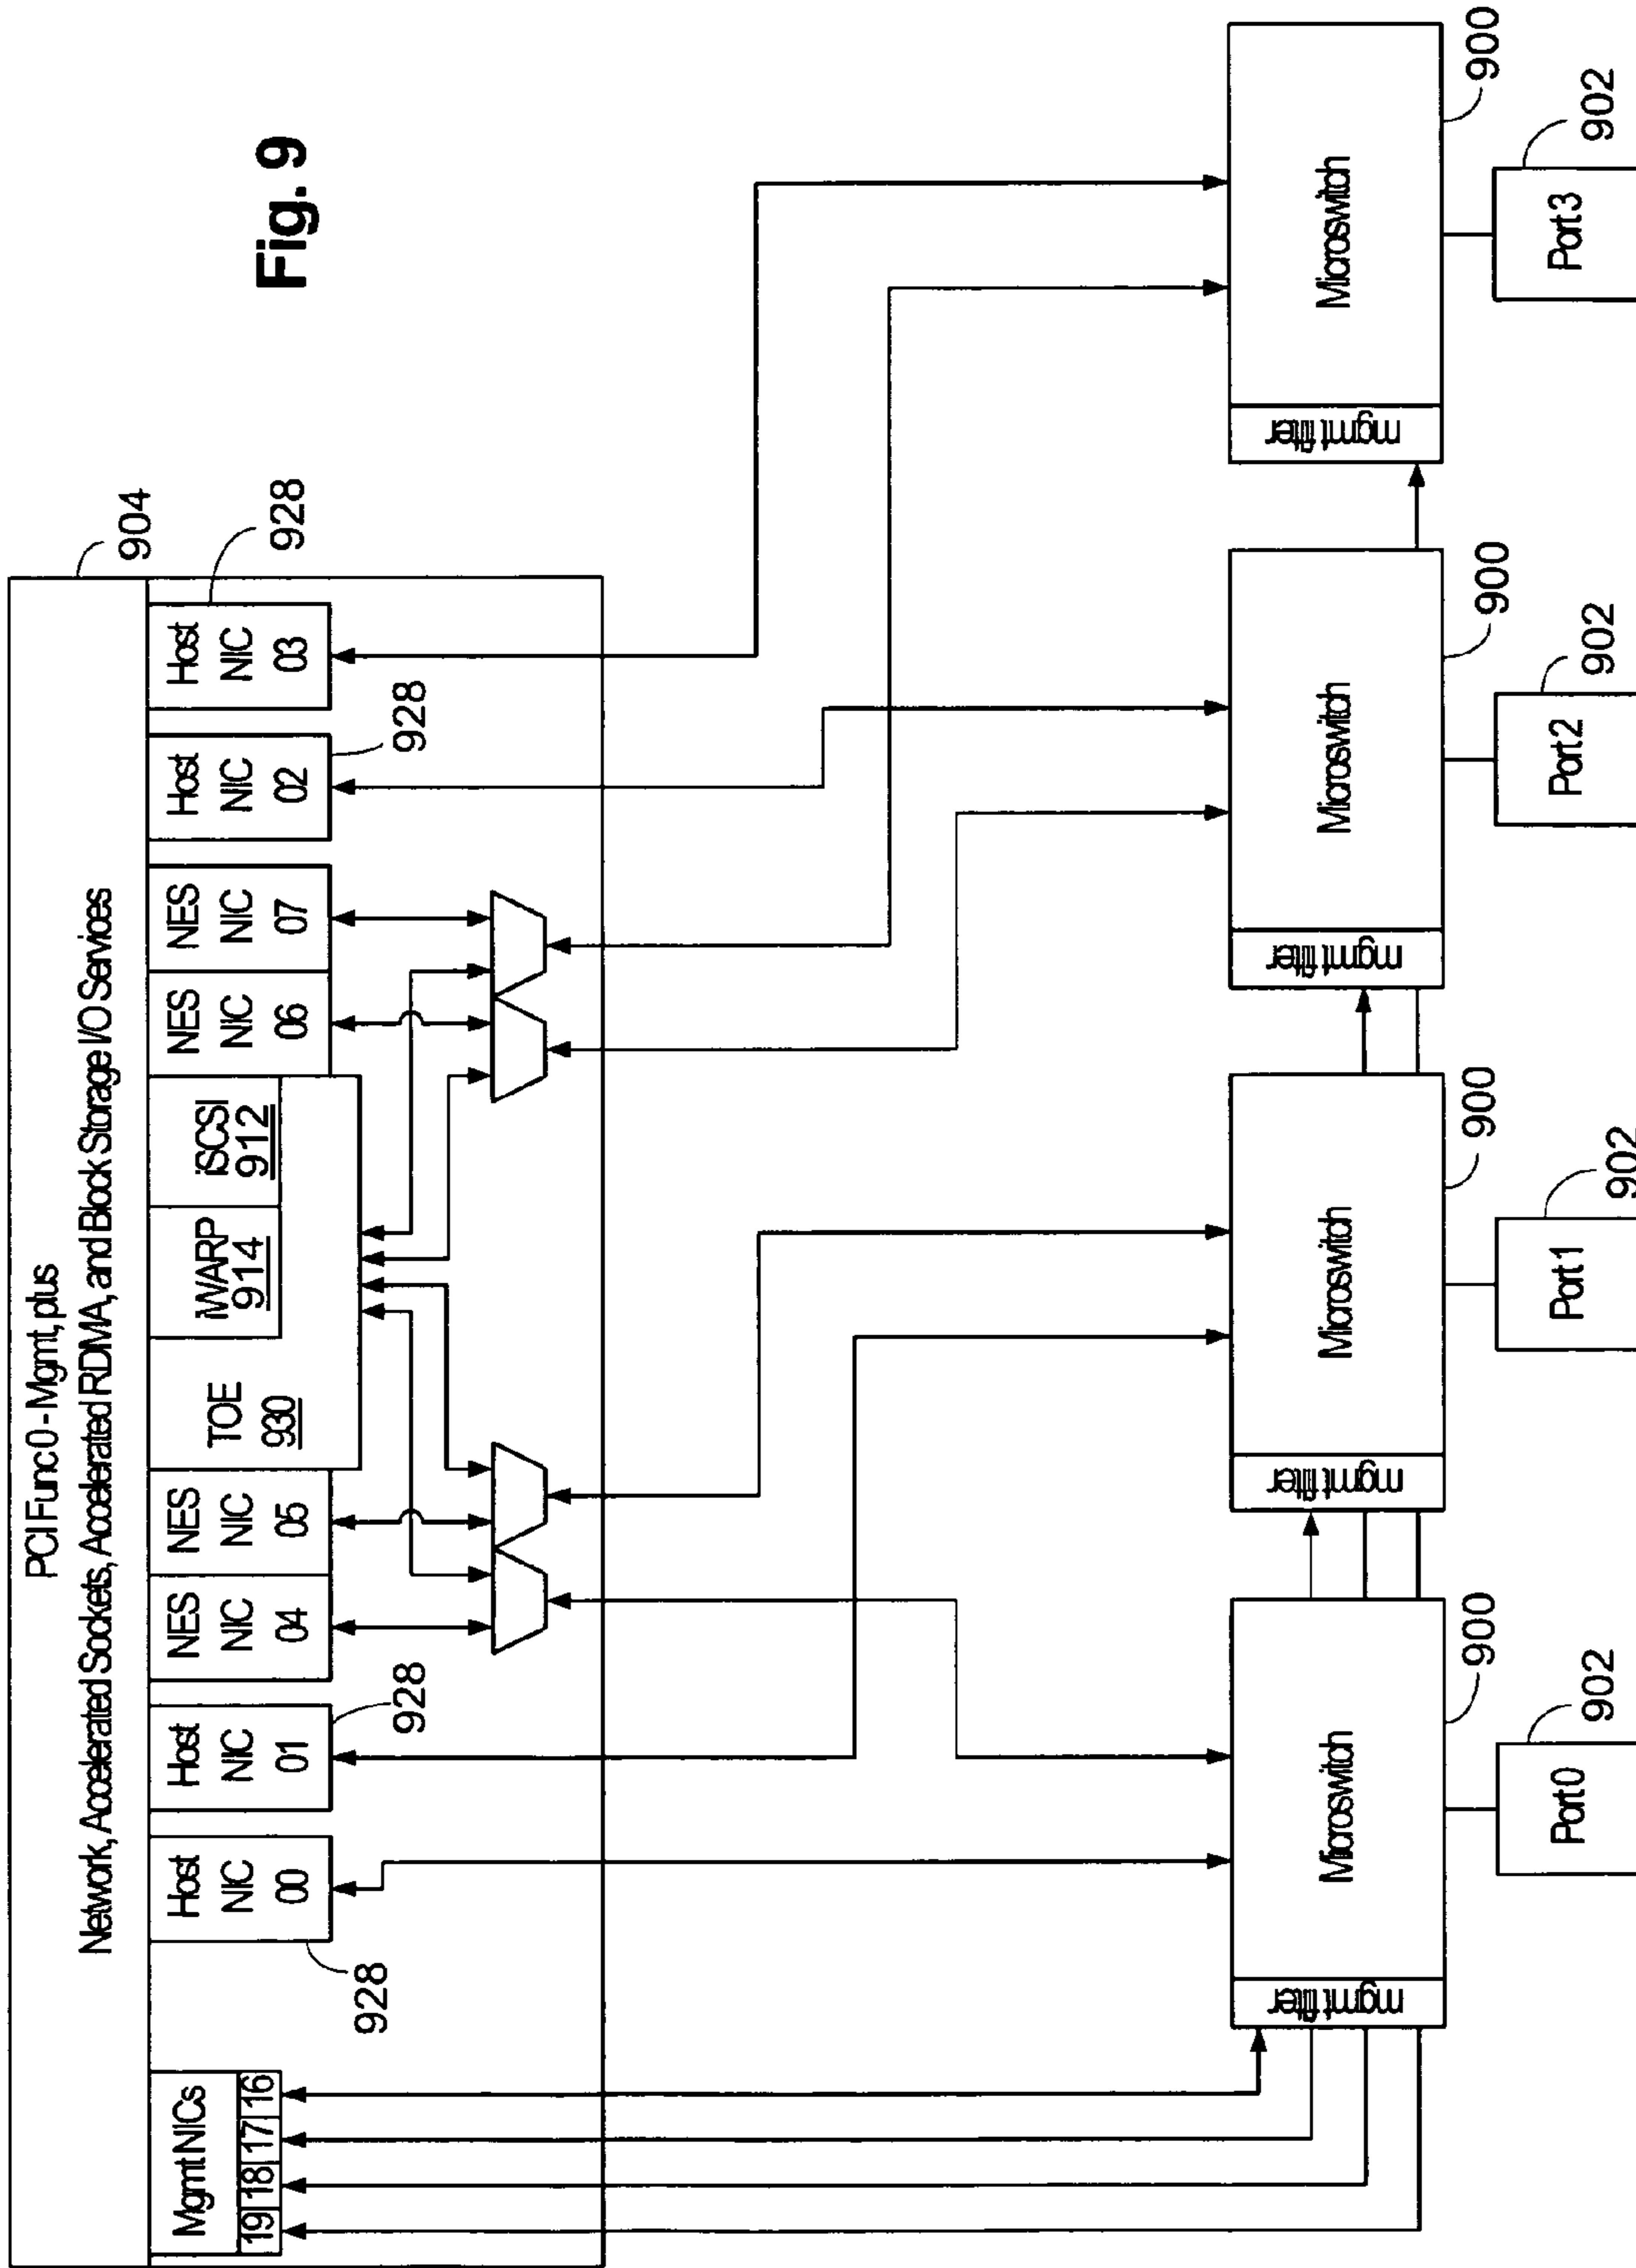 PCI Func 0 - Mgmt, plus
Network, Accelerated Sockets, Accelerated RDMA, and Block Storage I/O Services
904
Mgmt NICs
19 18 17 16
Host NIC 00
928
Host NIC 01
928
NES NIC 04
NES NIC 05
TOE 930
iWARP 914
iSCSI 912
NES NIC 06
NES NIC 07
Host NIC 02
928
Host NIC 03
928
Fig. 9
mgmt filter
Microswitch
900
mgmt filter
Microswitch
900
mgmt filter
Microswitch
900
mgmt filter
Microswitch
900
Port 0
902
Port 1
902
Port 2
902
Port 3
902